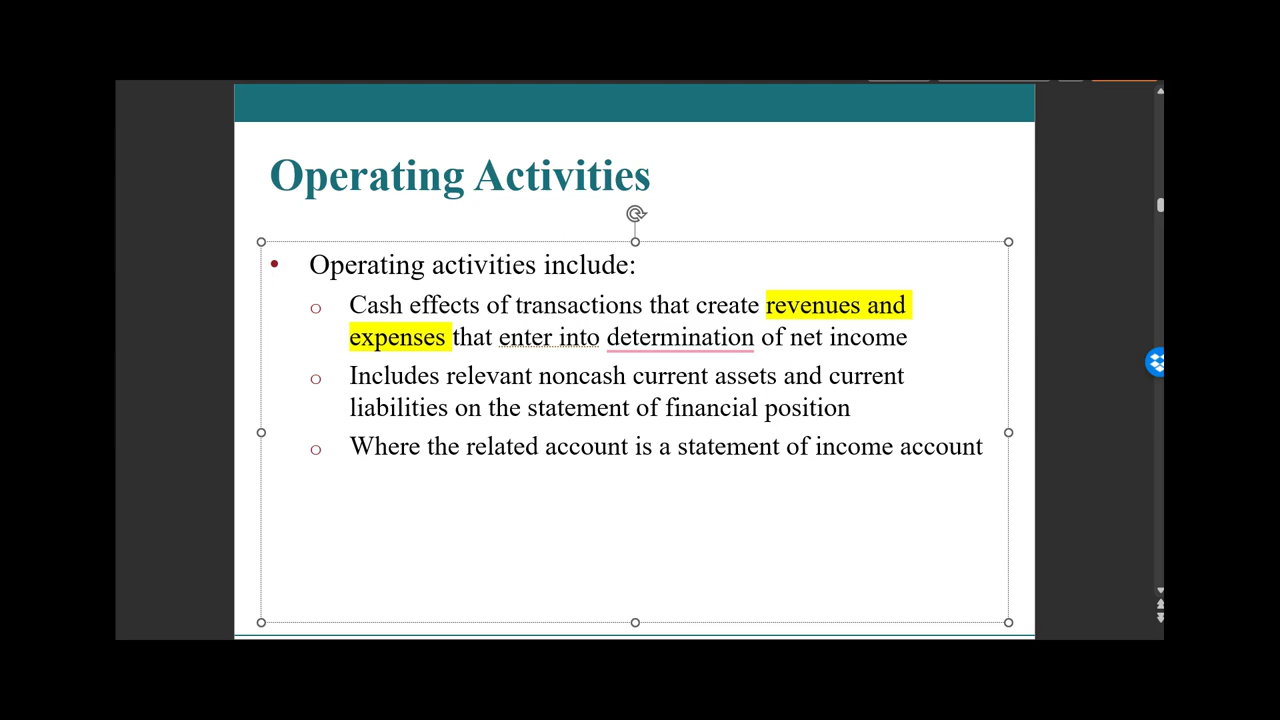 Operating Activities
• Operating activities include:
o Cash effects of transactions that create revenues and
expenses that enter into determination of net income
o Includes relevant noncash current assets and current
liabilities on the statement of financial position
o Where the related account is a statement of income account